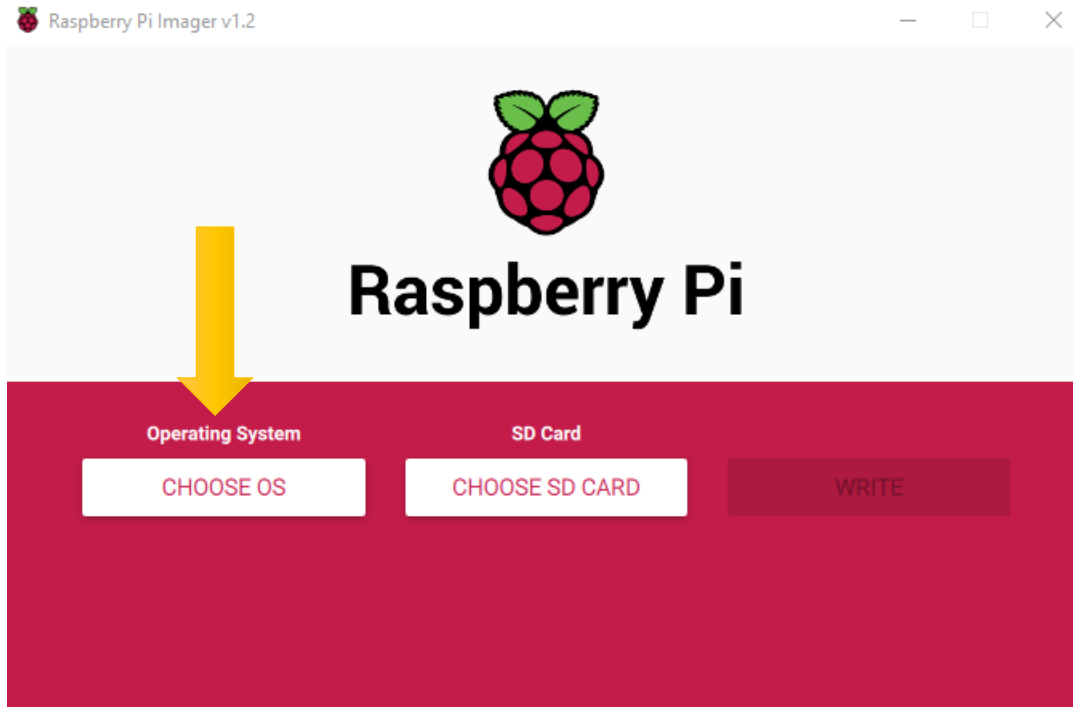 Raspberry Pi Imager v1.2
Raspberry Pi
Operating System
SD Card
CHOOSE OS
CHOOSE SD CARD
WRITE